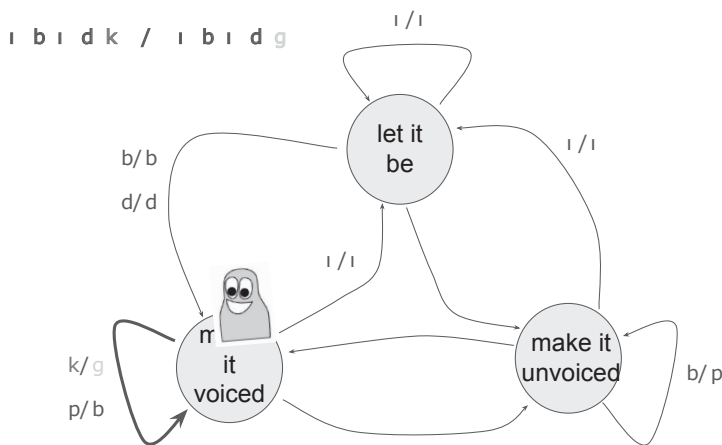 ı b ı d k / ı b ı d g
ı/ı
let it
be
b/b
d/d
ı/ı
ı/ı
it
voiced
make it
unvoiced
k/g
p/b
b/p